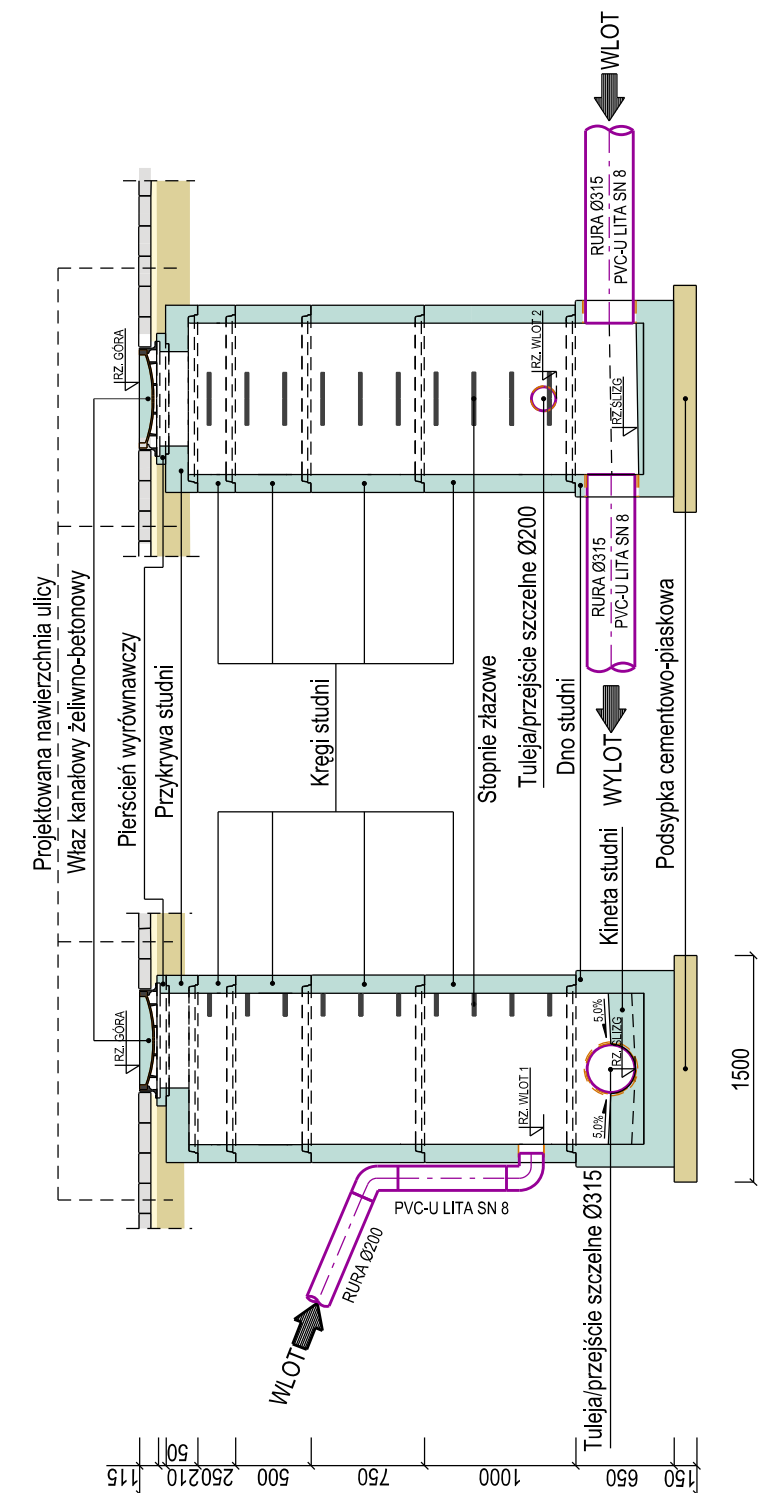 Projektowana nawierzchnia ulicy
Właz kanałowy żeliwno-betonowy
Pierścień wyrównawczy
Przykrywa studni
Kręgi studni
Stopnie złazowe
Tuleja/przejście szczelne Ø200
Dno studni
WYLOT
Kineta studni
Podsypka cementowo-piaskowa
RZ. GÓRA
RZ. WLOT 2
RZ.ŚLIZG
RURA Ø315
PVC-U LITA SN 8
WLOT
RURA Ø315
PVC-U LITA SN 8
RZ. GÓRA
RZ. WLOT 1
5,0%
5,0%
RZ.ŚLIZG
1500
PVC-U LITA SN 8
RURA Ø200
WLOT
Tuleja/przejście szczelne Ø315
115
50
210
250
500
750
1000
650
150